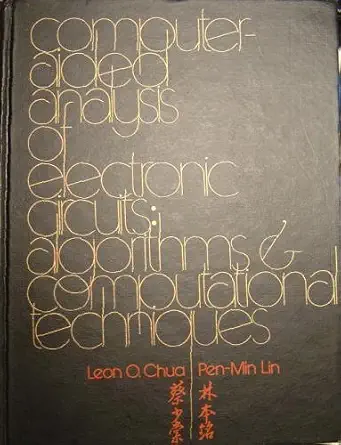 computer-
aided
analysis
of
electronic
circuits:
algorithms &
computational
techniques
Leon O. Chua Pen-Min Lin
蔡少棠 林本铭